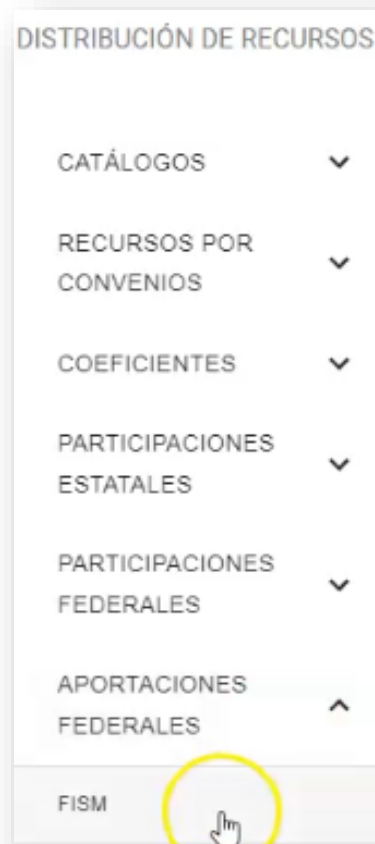 DISTRIBUCIÓN DE RECURSOS
CATÁLOGOS
RECURSOS POR
CONVENIOS
COEFICIENTES
PARTICIPACIONES
ESTATALES
PARTICIPACIONES
FEDERALES
APORTACIONES
FEDERALES
FISM